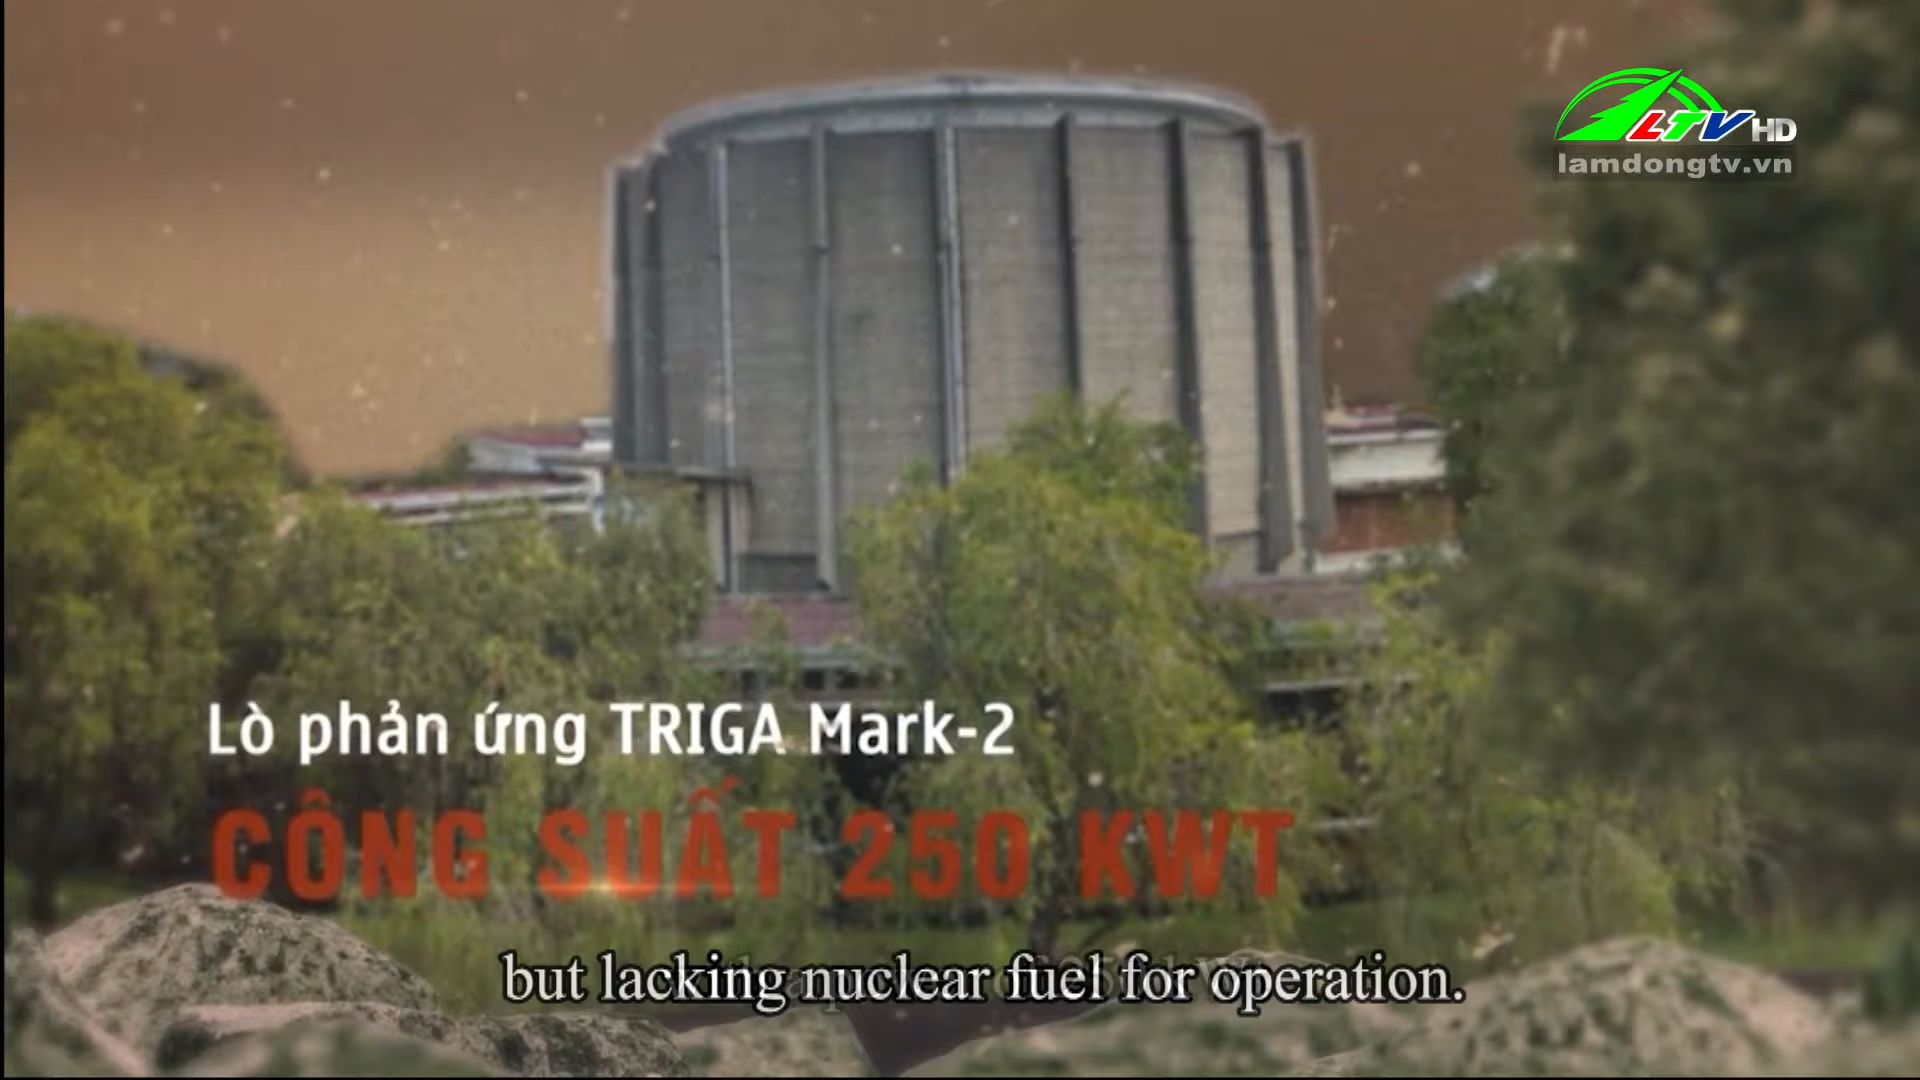 LTV HD
lamdongtv.vn
Lò phản ứng TRIGA Mark-2
CÔNG SUẤT 250 KWT
but lacking nuclear fuel for operation.